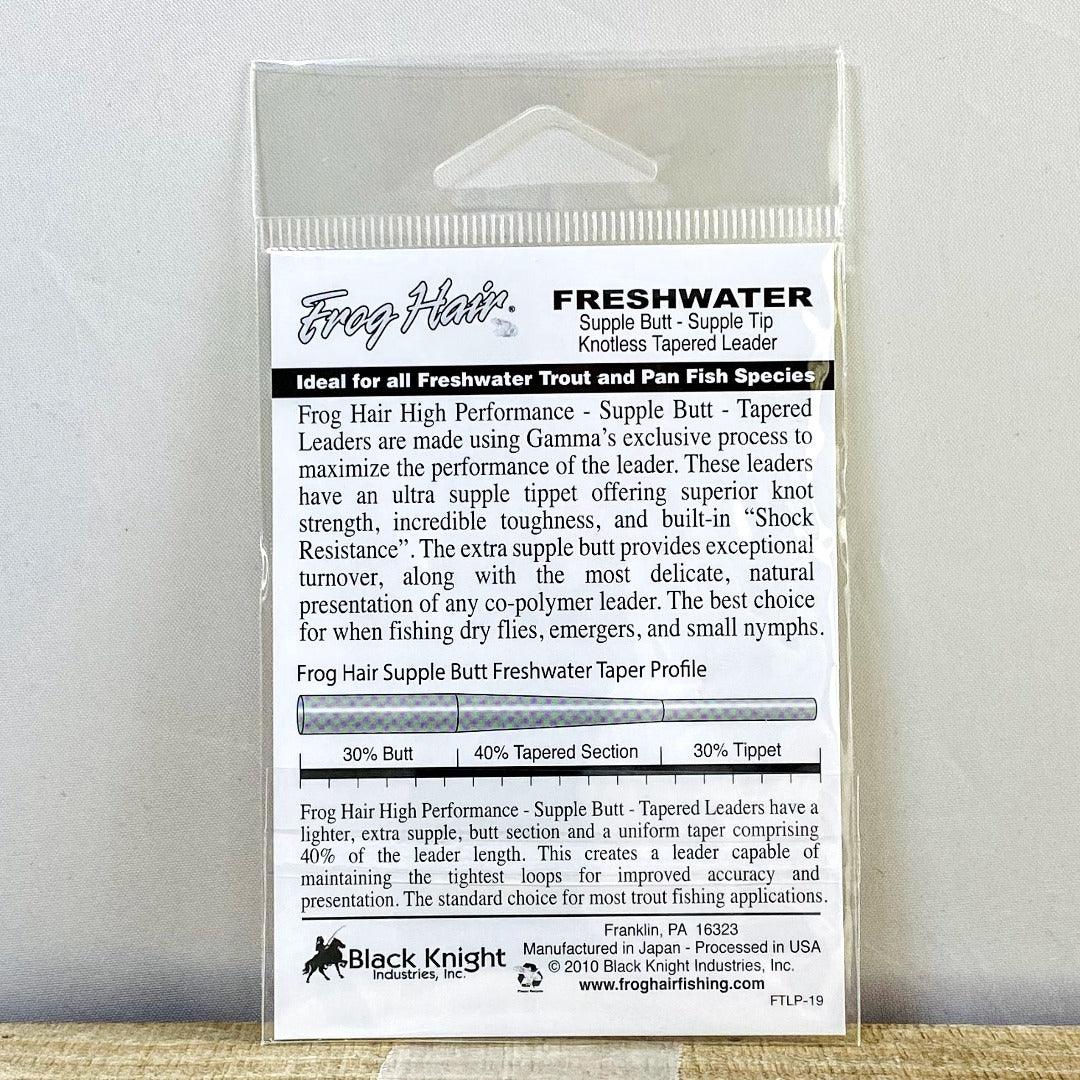 Frog Hair®
FRESHWATER
Supple Butt - Supple Tip
Knotless Tapered Leader
Ideal for all Freshwater Trout and Pan Fish Species
Frog Hair High Performance - Supple Butt - Tapered
Leaders are made using Gamma's exclusive process to
maximize the performance of the leader. These leaders
have an ultra supple tippet offering superior knot
strength, incredible toughness, and built-in “Shock
Resistance”. The extra supple butt provides exceptional
turnover, along with the most delicate, natural
presentation of any co-polymer leader. The best choice
for when fishing dry flies, emergers, and small nymphs.
Frog Hair Supple Butt Freshwater Taper Profile
30% Butt 40% Tapered Section 30% Tippet
Frog Hair High Performance - Supple Butt - Tapered Leaders have a
lighter, extra supple, butt section and a uniform taper comprising
40% of the leader length. This creates a leader capable of
maintaining the tightest loops for improved accuracy and
presentation. The standard choice for most trout fishing applications.
Black Knight
Industries, Inc.
Please Recycle
Franklin, PA 16323
Manufactured in Japan - Processed in USA
© 2010 Black Knight Industries, Inc.
www.froghairfishing.com
FTLP-19